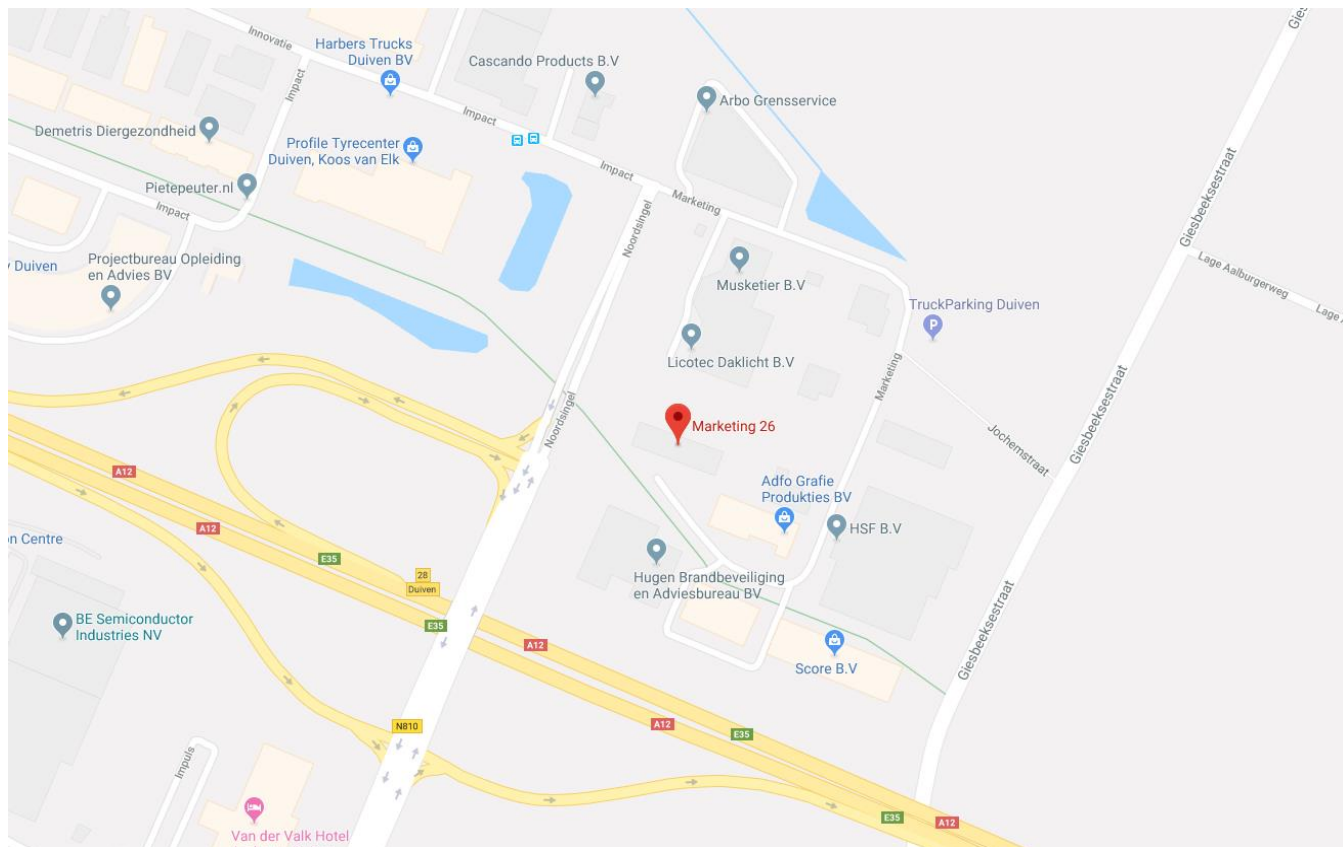 Gies
Innovatie
Harbers Trucks
Duiven BV
Cascando Products B.V
Impact
Arbo Grensservice
Impact
Demetris Diergezondheid
Profile Tyrecenter
Duiven, Koos van Elk
Impact
Pietepeuter.nl
Impact
Marketing
Noordsingel
Giesbeeksestraat
Projectbureau Opleiding
en Advies BV
Duiven
Musketier B.V
Lage Aalburgerweg
Lage
TruckParking Duiven
P
Licotec Daklicht B.V
Marketing
Noordsingel
Giesbeeksestraat
Marketing 26
Jochemstraat
A12
Adfo Grafie
Produkties BV
A12
HSF B.V
n Centre
E35
28
Duiven
Hugen Brandbeveiliging
en Adviesbureau BV
Giesbeeksestraat
BE Semiconductor
Industries NV
E35
A12
Score B.V
N810
A12
E35
Impuls
Van der Valk Hotel
E35
A12